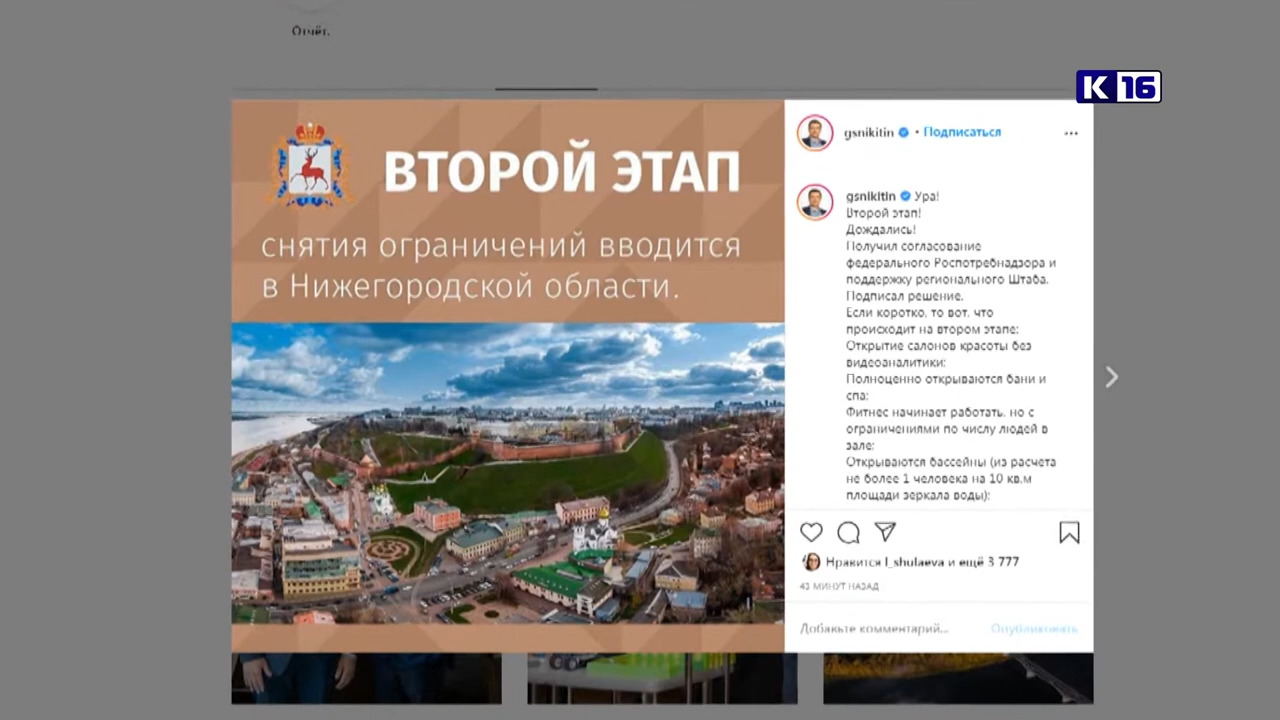 Отчёт.
К 16
ВТОРОЙ ЭТАП
снятия ограничений вводится
в Нижегородской области.
gsnikitin • Подписаться
gsnikitin Ура!
Второй этап!
Дождались!
Получил согласование
федерального Роспотребнадзора и
поддержку регионального Штаба.
Подписал решение.
Если коротко, то вот, что
происходит на втором этапе:
Открытие салонов красоты без
видеоаналитики;
Полноценно открываются бани и
спа;
Фитнес начинает работать, но с
ограничениями по числу людей в
зале;
Открываются бассейны (из расчета
не более 1 человека на 10 кв.м
площади зеркала воды);
Нравится l_shulaeva и ещё 3 777
43 МИНУТ НАЗАД
Добавьте комментарий...
Опубликовать